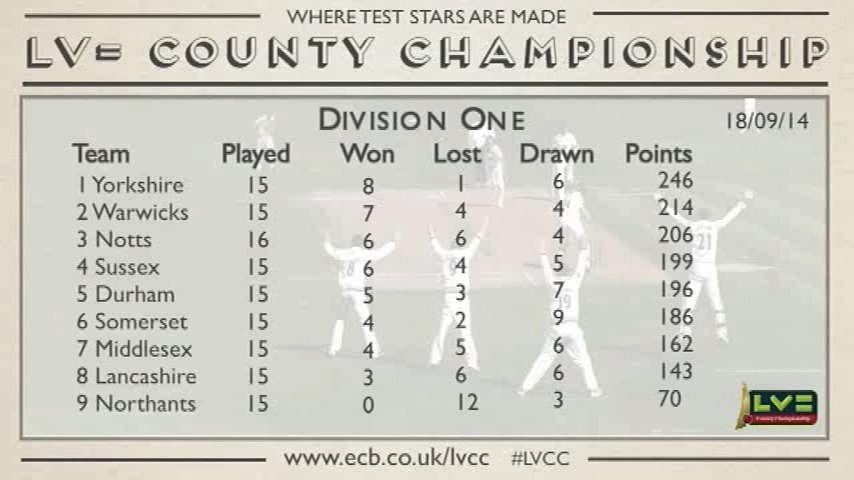 WHERE TEST STARS ARE MADE
LV= COUNTY CHAMPIONSHIP
DIVISION ONE 18/09/14
Team Played Won Lost Drawn Points
1 Yorkshire 15 8 1 6 246
2 Warwicks 15 7 4 4 214
3 Notts 16 6 6 4 206
4 Sussex 15 6 4 5 199
5 Durham 15 5 3 7 196
6 Somerset 15 4 2 9 186
7 Middlesex 15 4 5 6 162
8 Lancashire 15 3 6 6 143
9 Northants 15 0 12 3 70
21
19
LV=
County Championship
www.ecb.co.uk/lvcc #LVCC